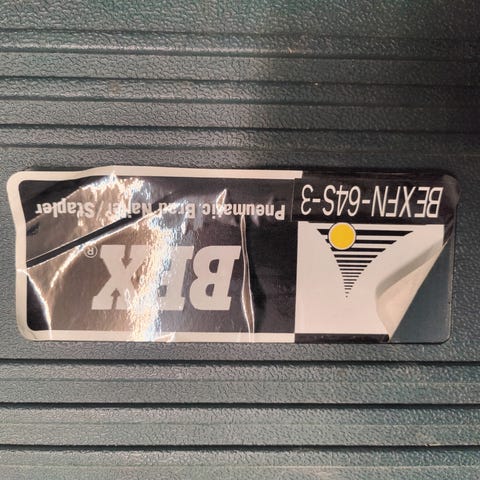 BEX®
Pneumatic Brad Nailer/Stapler
BEXFN-64S-3